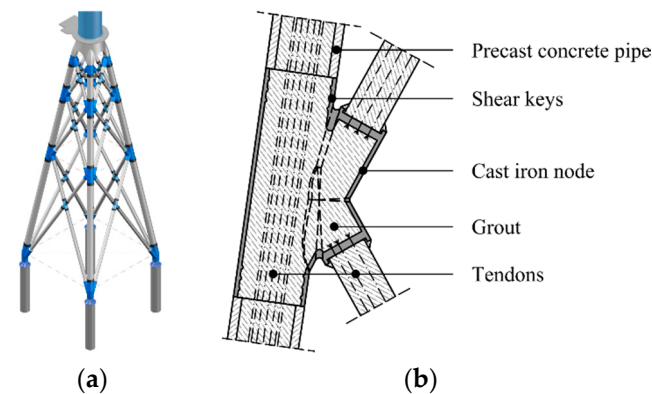 Precast concrete pipe
Shear keys
Cast iron node
Grout
Tendons
(a) (b)